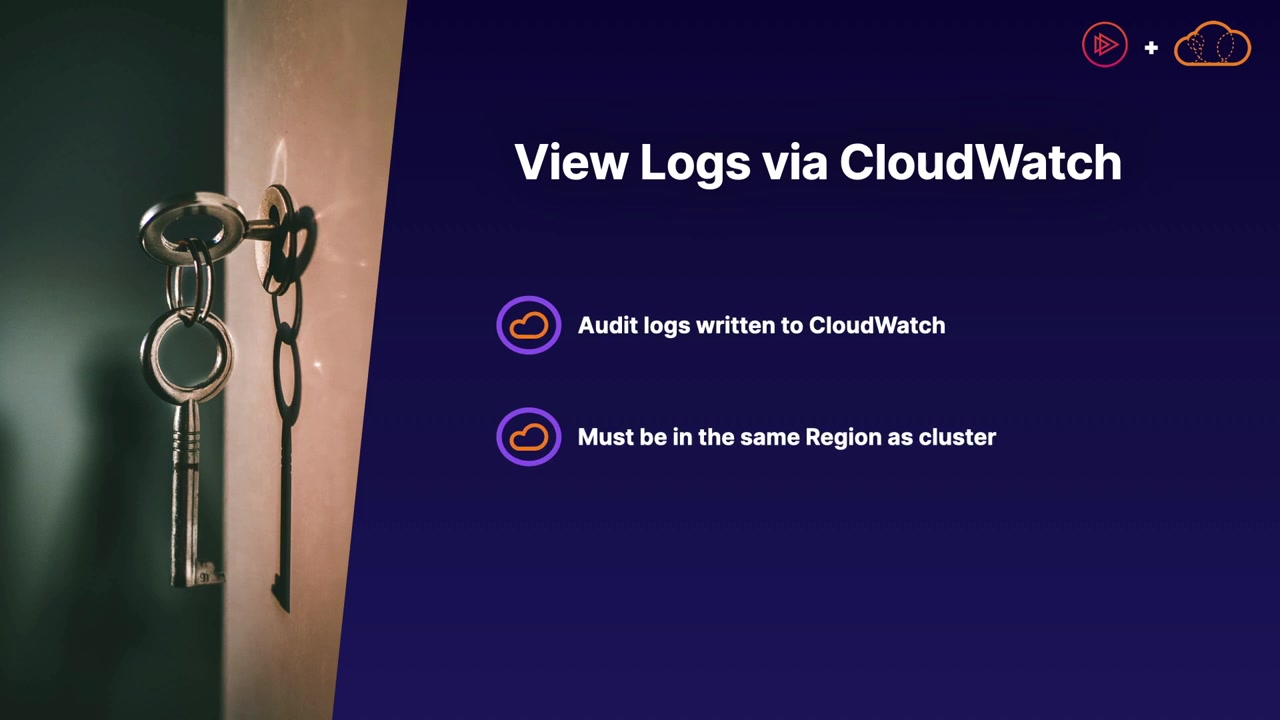 View Logs via CloudWatch
Audit logs written to CloudWatch
Must be in the same Region as cluster